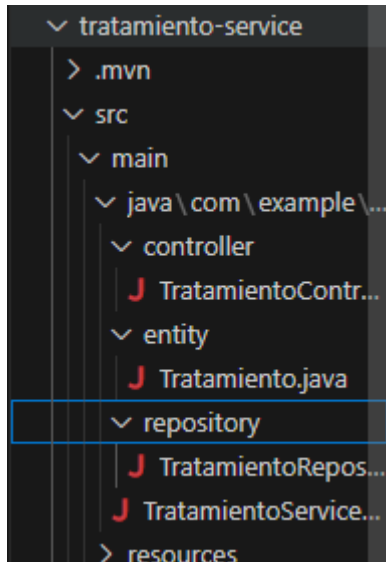 tratamiento-service
.mvn
src
main
java\com\example\...
controller
TratamientoContr...
entity
Tratamiento.java
repository
TratamientoRepos...
TratamientoService...
resources